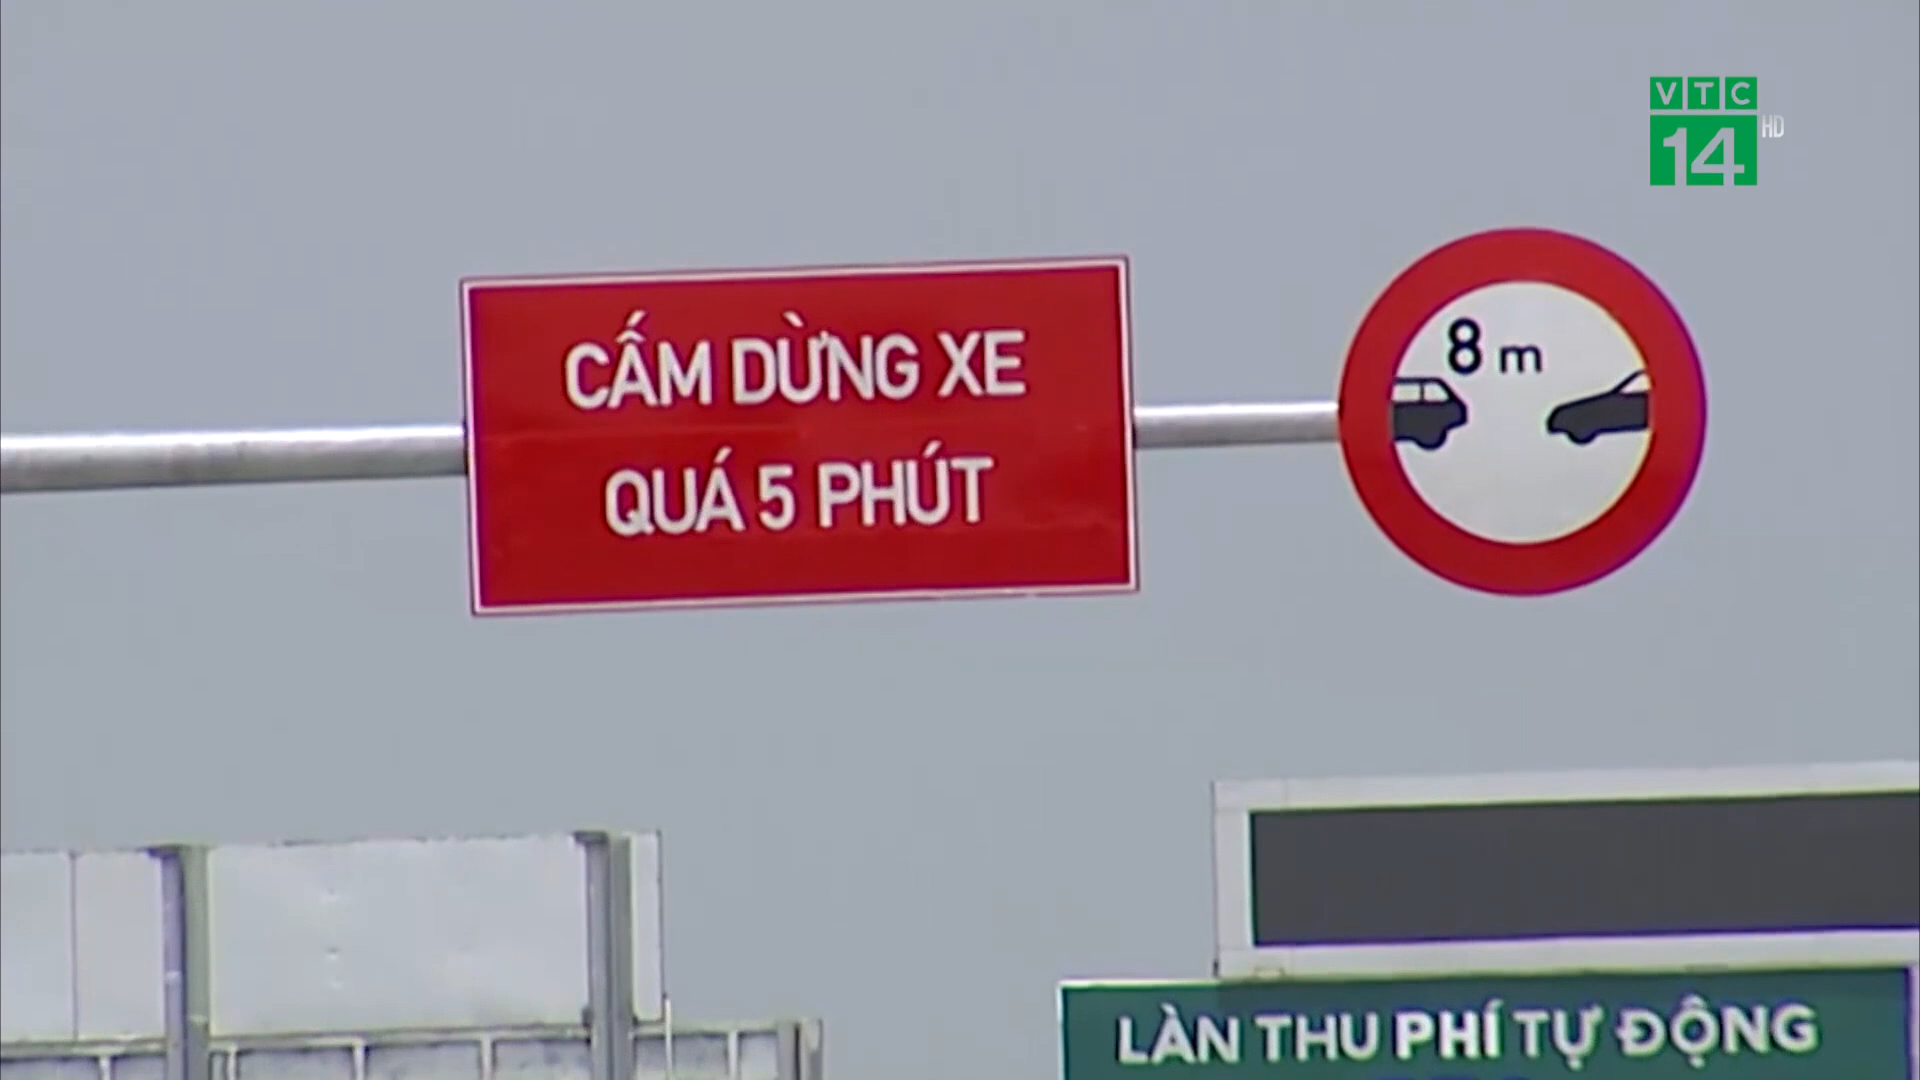 VTC
14 HD
CẤM DỪNG XE
QUÁ 5 PHÚT
8 m
LÀN THU PHÍ TỰ ĐỘNG